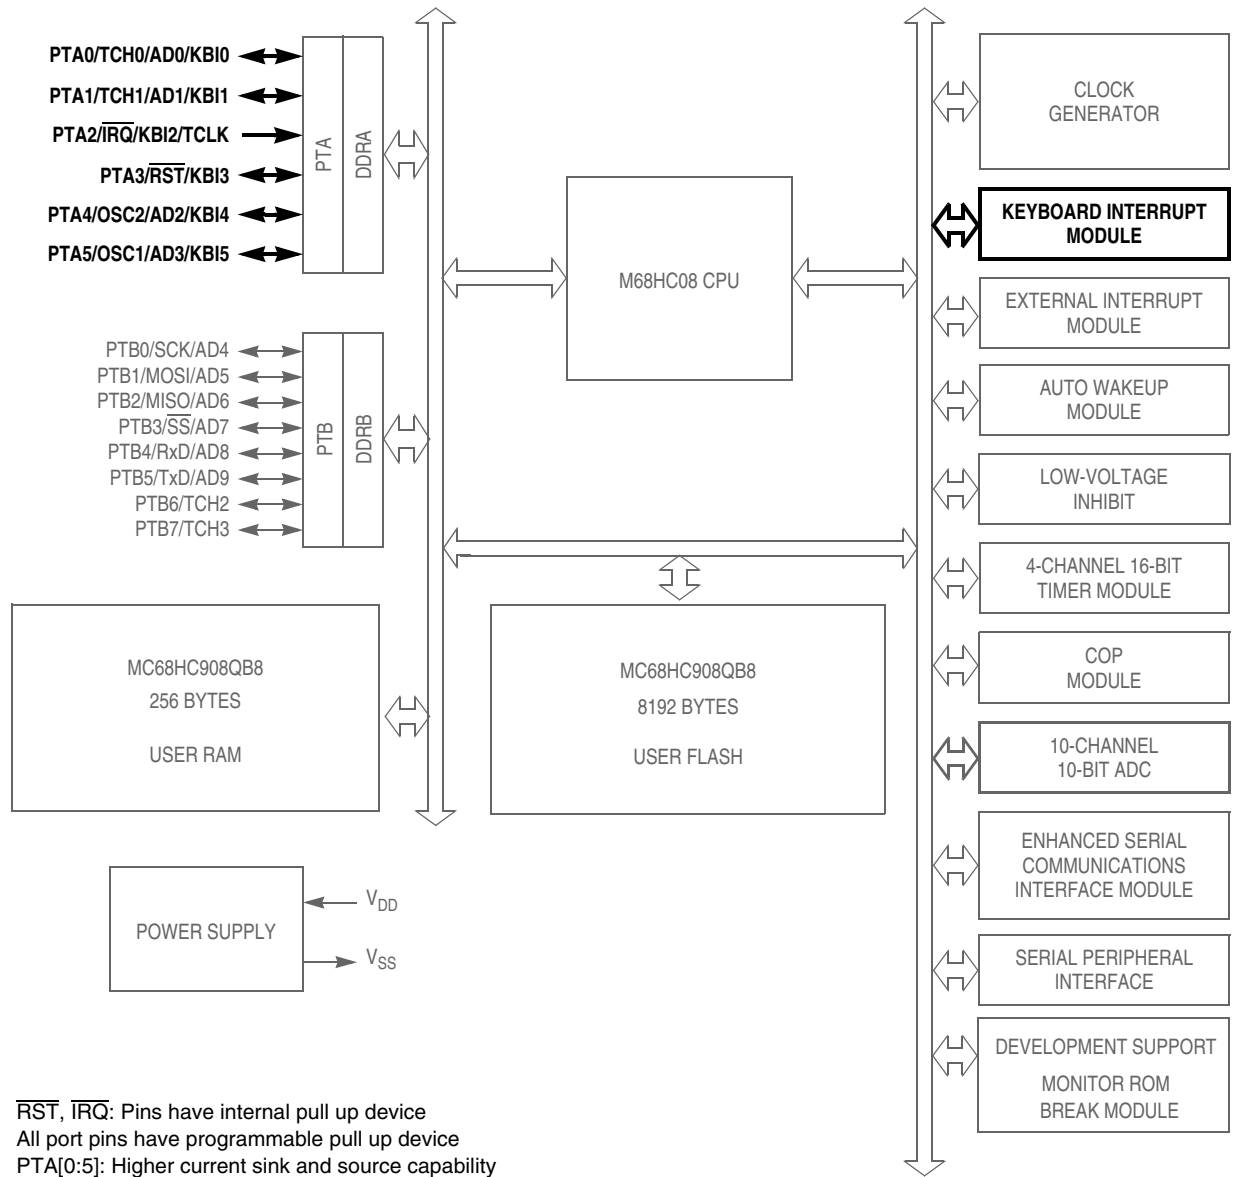 PTA0/TCH0/AD0/KBI0
PTA1/TCH1/AD1/KBI1
PTA2/IRQ/KBI2/TCLK
PTA3/RST/KBI3
PTA4/OSC2/AD2/KBI4
PTA5/OSC1/AD3/KBI5
PTA
DDRA
PTB0/SCK/AD4
PTB1/MOSI/AD5
PTB2/MISO/AD6
PTB3/SS/AD7
PTB4/RxD/AD8
PTB5/TxD/AD9
PTB6/TCH2
PTB7/TCH3
PTB
DDRB
M68HC08 CPU
MC68HC908QB8
256 BYTES
USER RAM
MC68HC908QB8
8192 BYTES
USER FLASH
POWER SUPPLY
VDD
VSS
CLOCK
GENERATOR
KEYBOARD INTERRUPT
MODULE
EXTERNAL INTERRUPT
MODULE
AUTO WAKEUP
MODULE
LOW-VOLTAGE
INHIBIT
4-CHANNEL 16-BIT
TIMER MODULE
COP
MODULE
10-CHANNEL
10-BIT ADC
ENHANCED SERIAL
COMMUNICATIONS
INTERFACE MODULE
SERIAL PERIPHERAL
INTERFACE
DEVELOPMENT SUPPORT
MONITOR ROM
BREAK MODULE
RST, IRQ: Pins have internal pull up device
All port pins have programmable pull up device
PTA[0:5]: Higher current sink and source capability